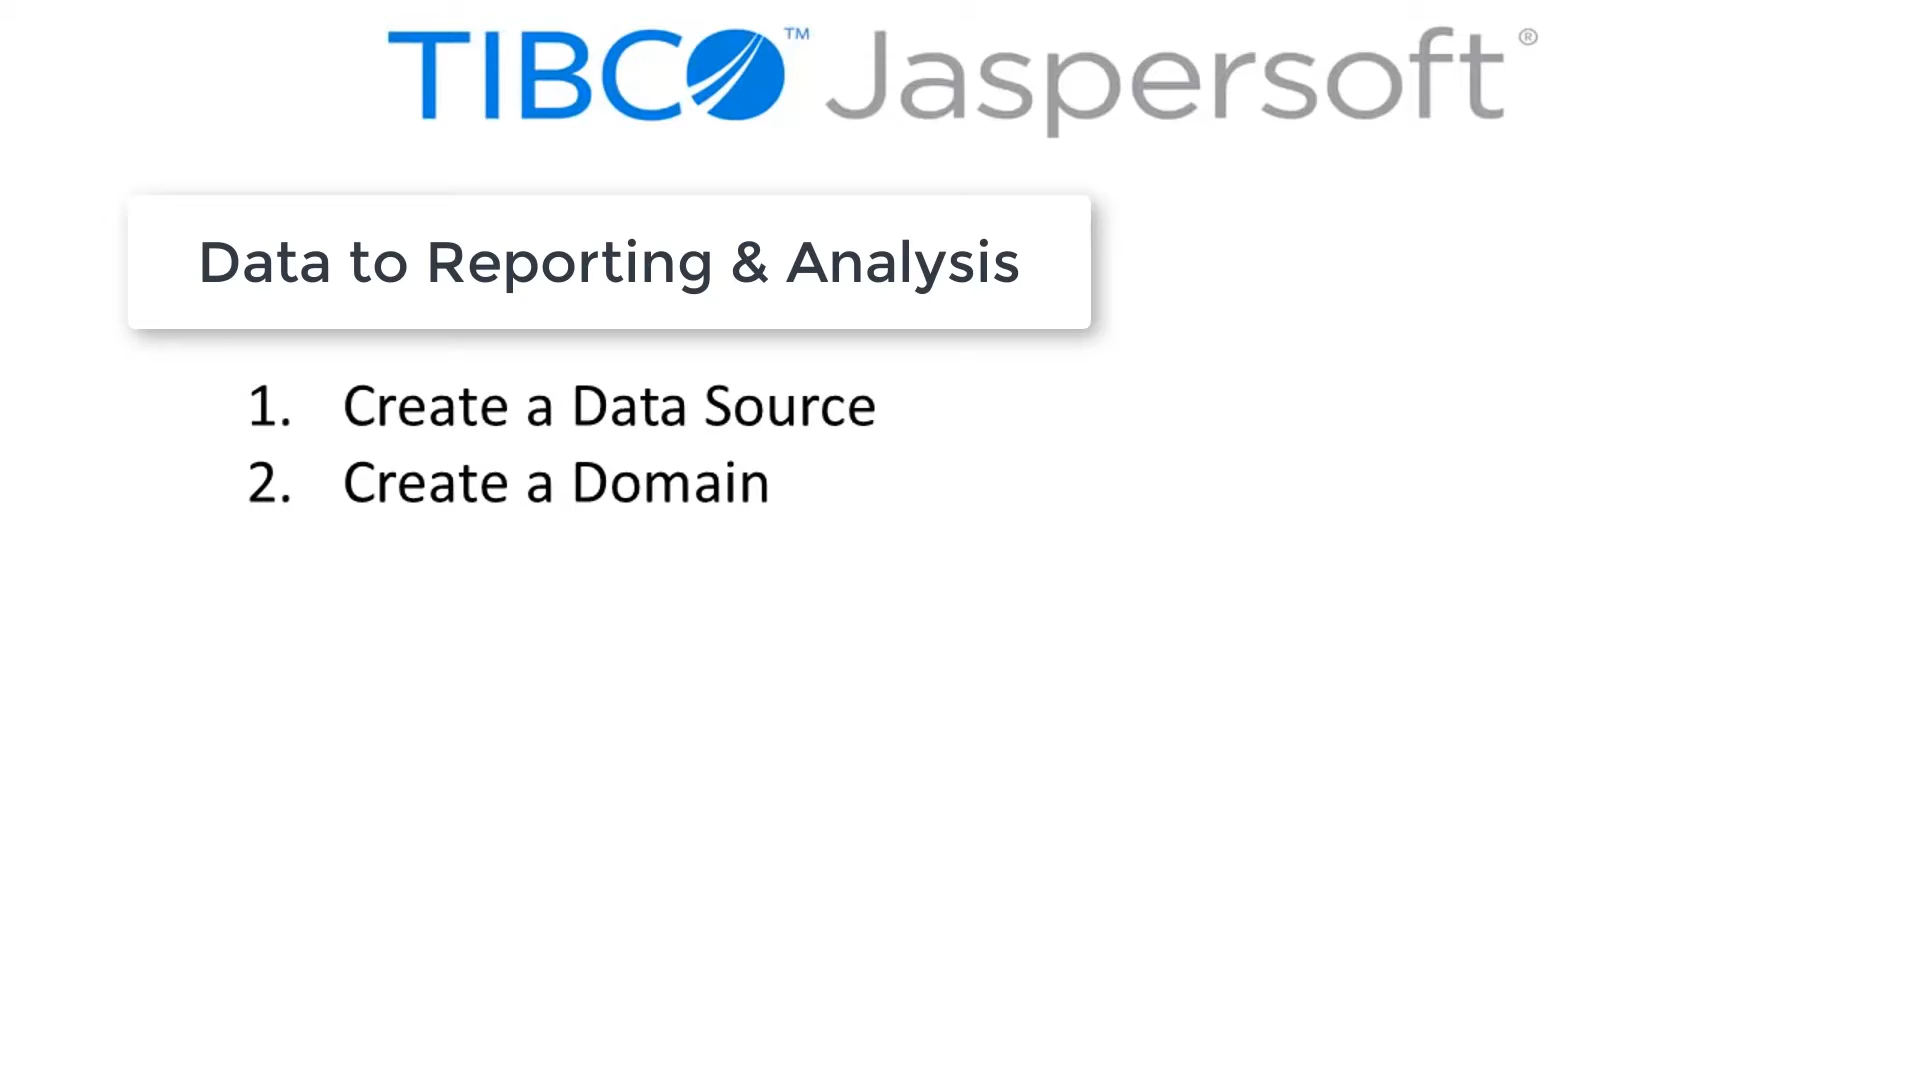 TIBCO™ Jaspersoft®
Data to Reporting & Analysis
1. Create a Data Source
2. Create a Domain